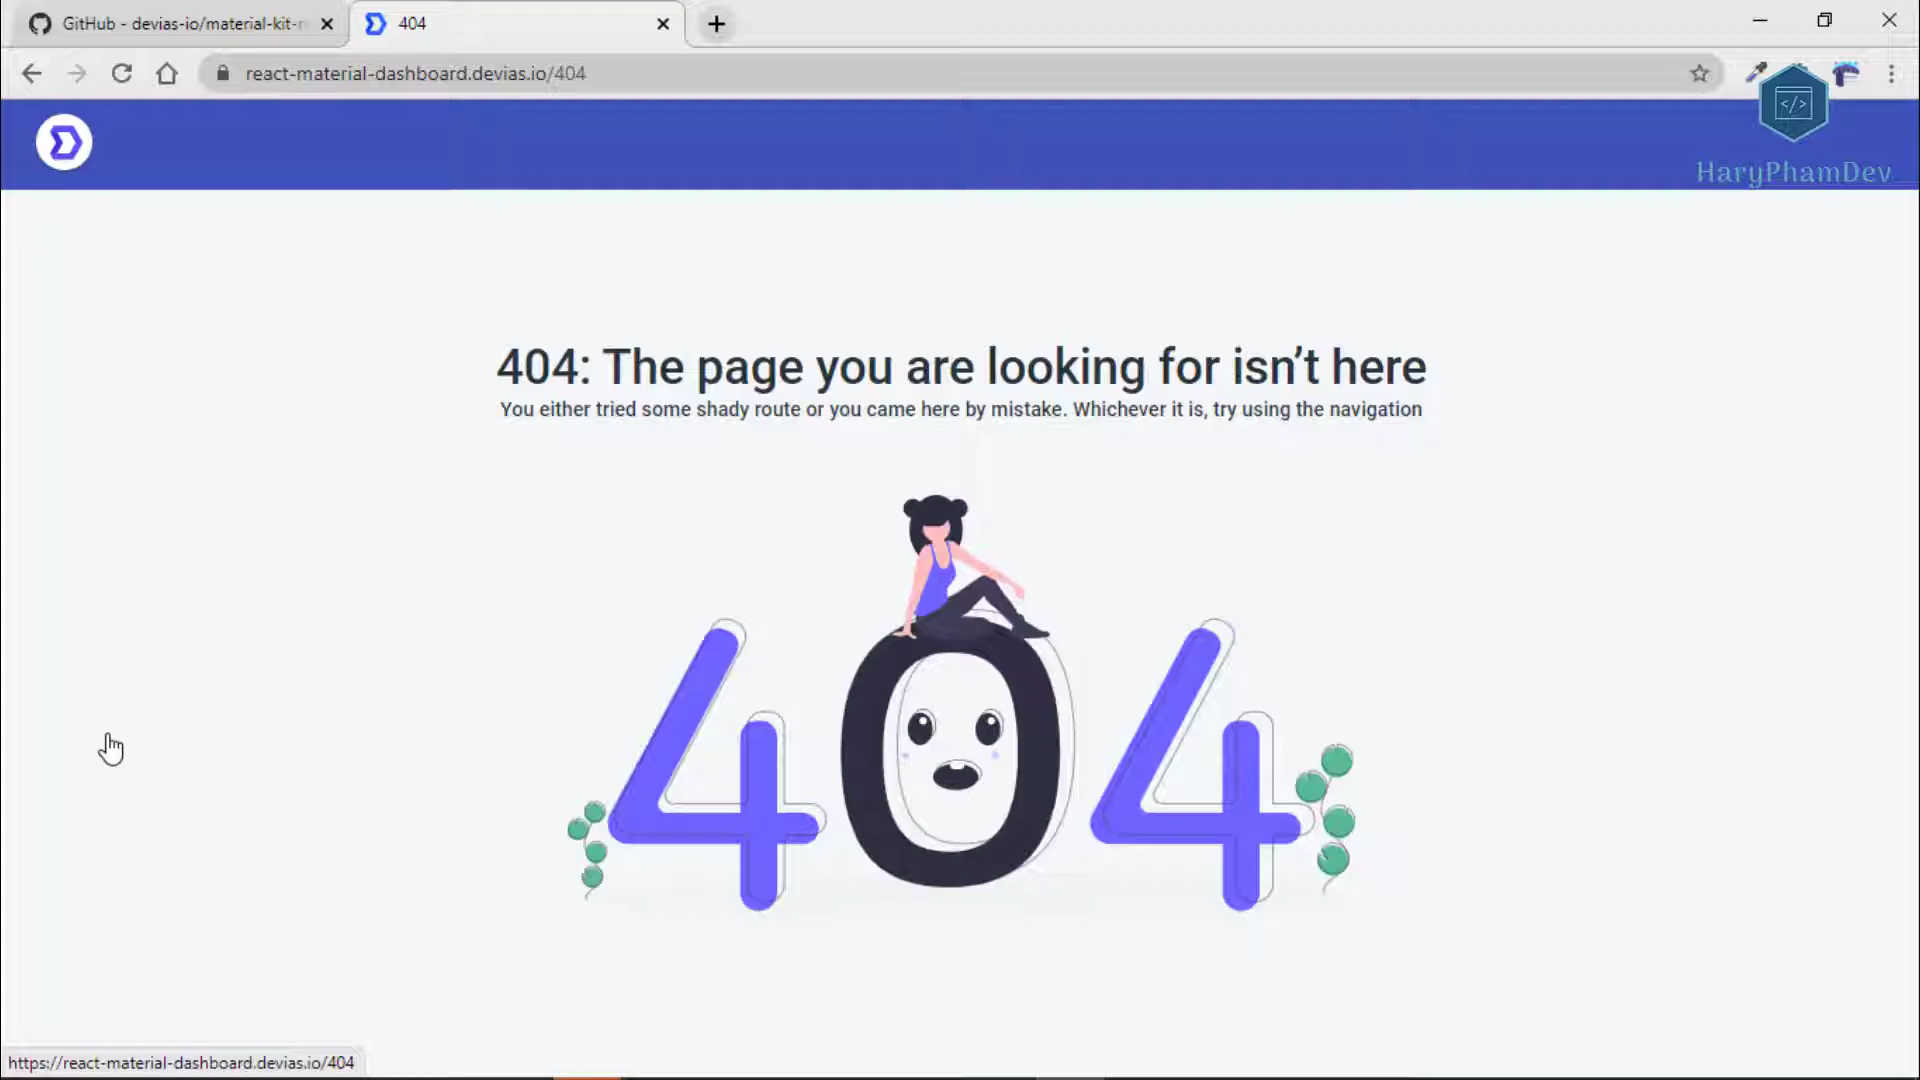 GitHub - devias-io/material-kit-r
404
react-material-dashboard.devias.io/404
</>
HaryPhamDev
404: The page you are looking for isn’t here
You either tried some shady route or you came here by mistake. Whichever it is, try using the navigation
404
https://react-material-dashboard.devias.io/404